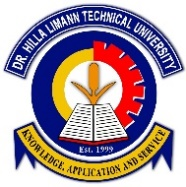 DR. HILLA LIMANN TECHNICAL UNIVERSITY
Est. 1999
KNOWLEDGE, APPLICATION AND SERVICE